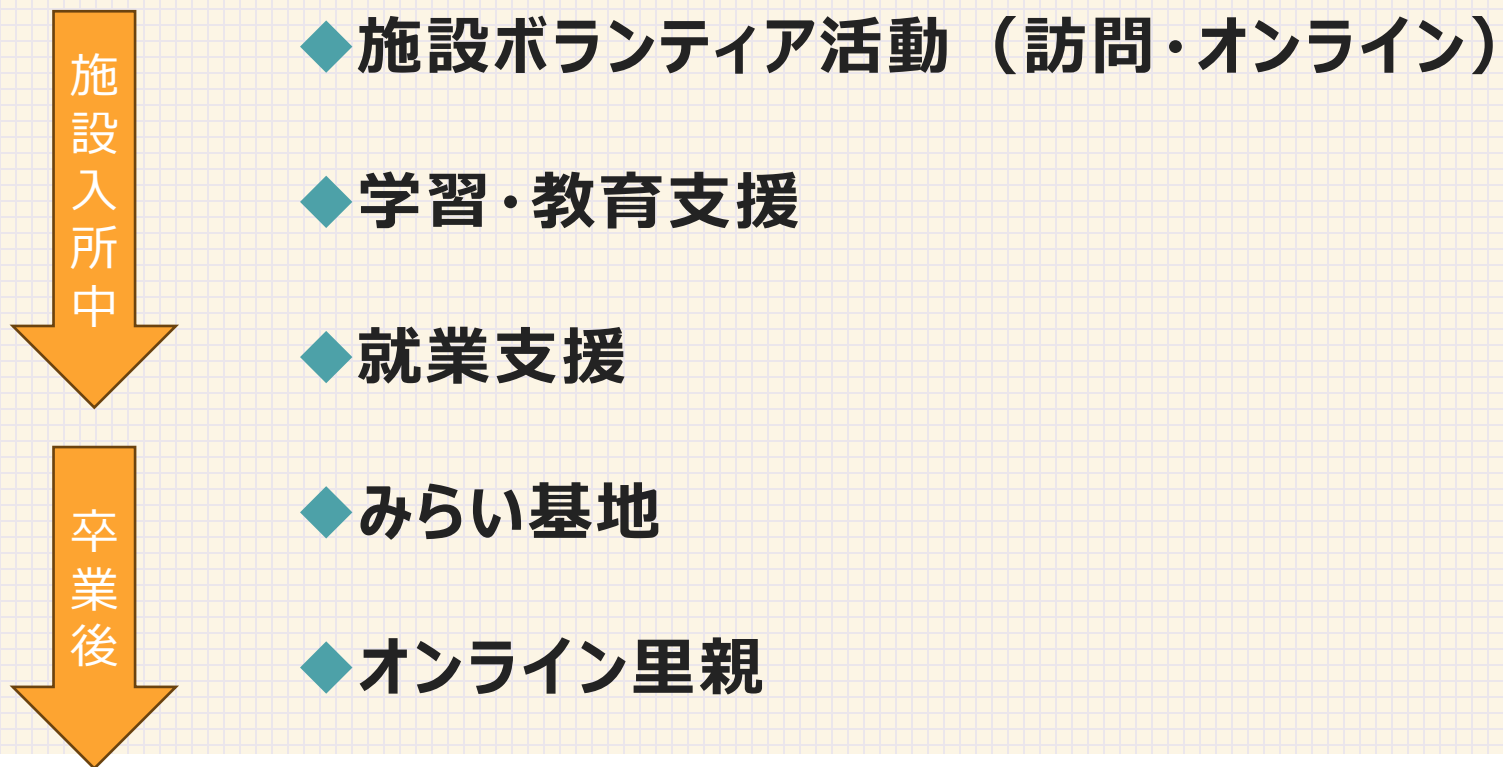 施設入所中
◆施設ボランティア活動（訪問・オンライン）
◆学習・教育支援
◆就業支援
卒業後
◆みらい基地
◆オンライン里親